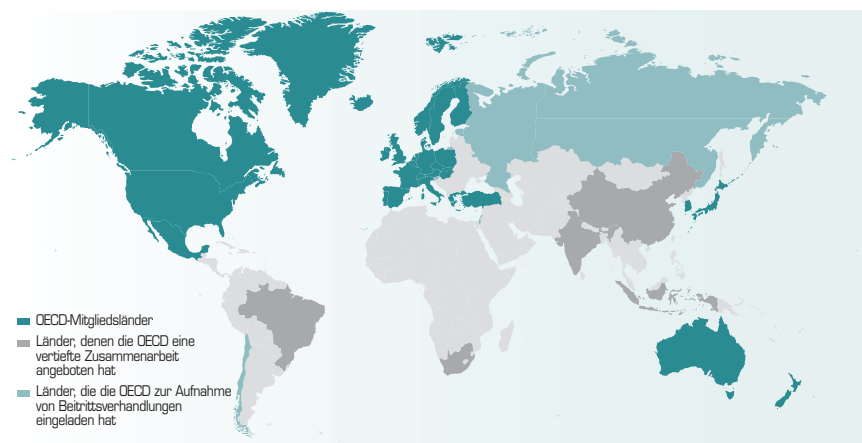 OECD-Mitgliedsländer
Länder, denen die OECD eine
vertiefte Zusammenarbeit
angeboten hat
Länder, die die OECD zur Aufnahme
von Beitrittsverhandlungen
eingeladen hat